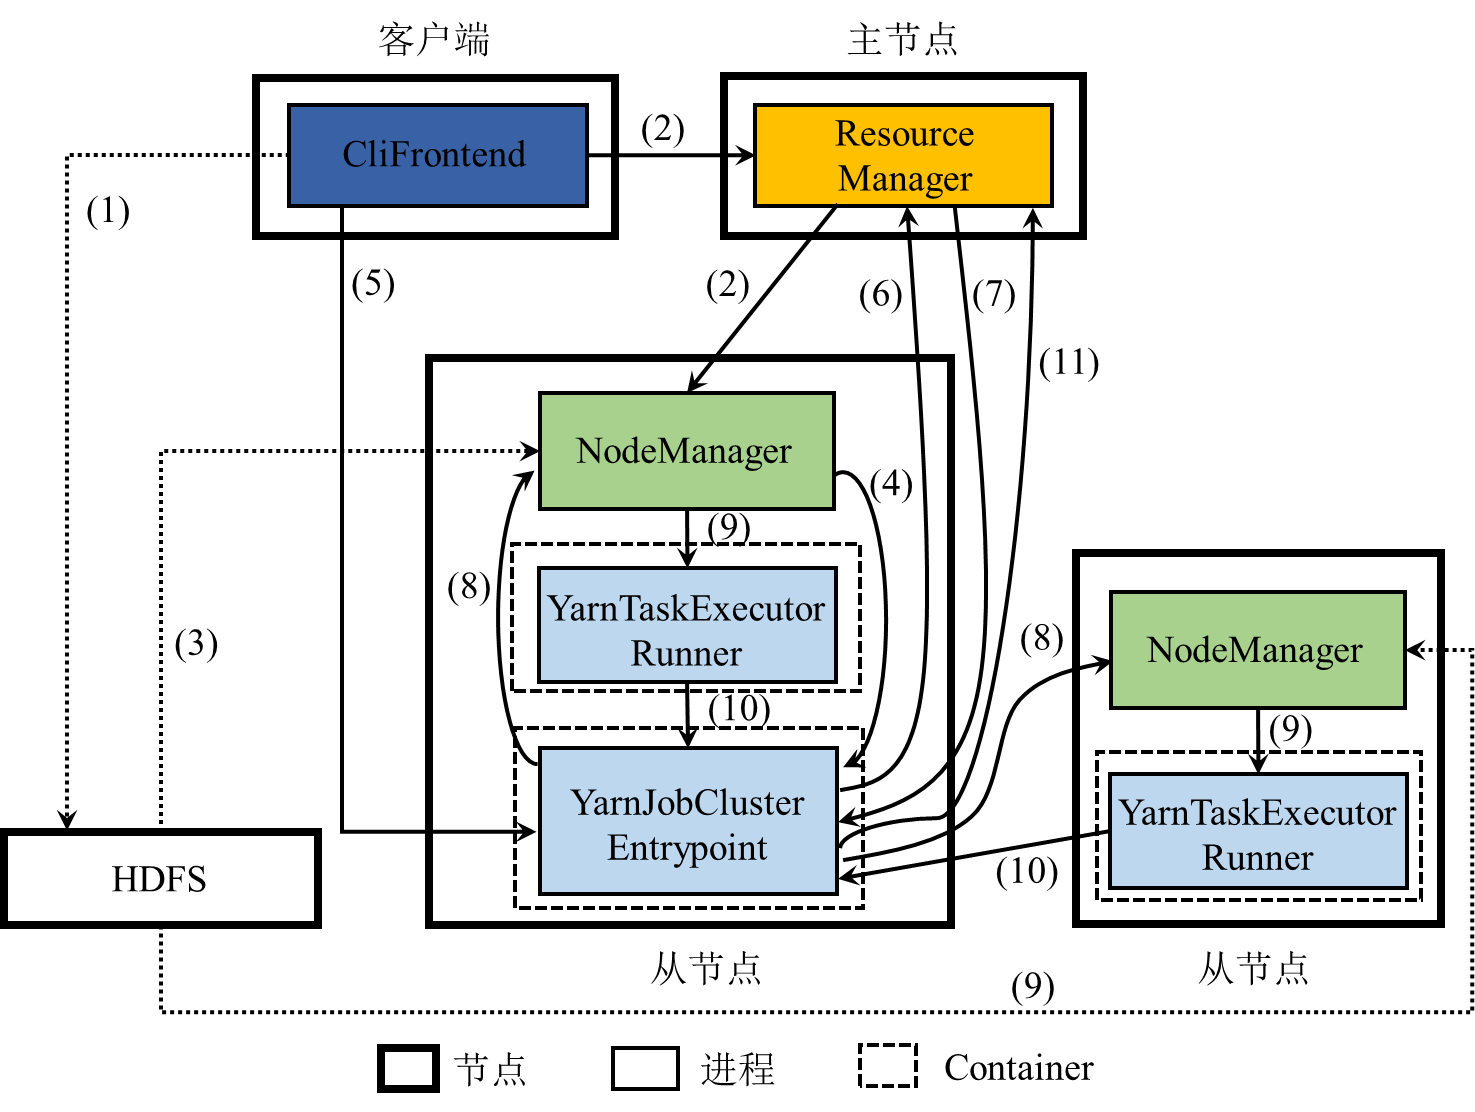 客户端
主节点
CliFrontend
(2)
Resource
Manager
(1)
(5)
(2)
(6)
(7)
(11)
NodeManager
(4)
(9)
(8)
YarnTaskExecutor
Runner
(3)
(10)
YarnJobCluster
Entrypoint
(8)
NodeManager
(9)
YarnTaskExecutor
Runner
(10)
HDFS
从节点
从节点
(9)
节点
进程
Container